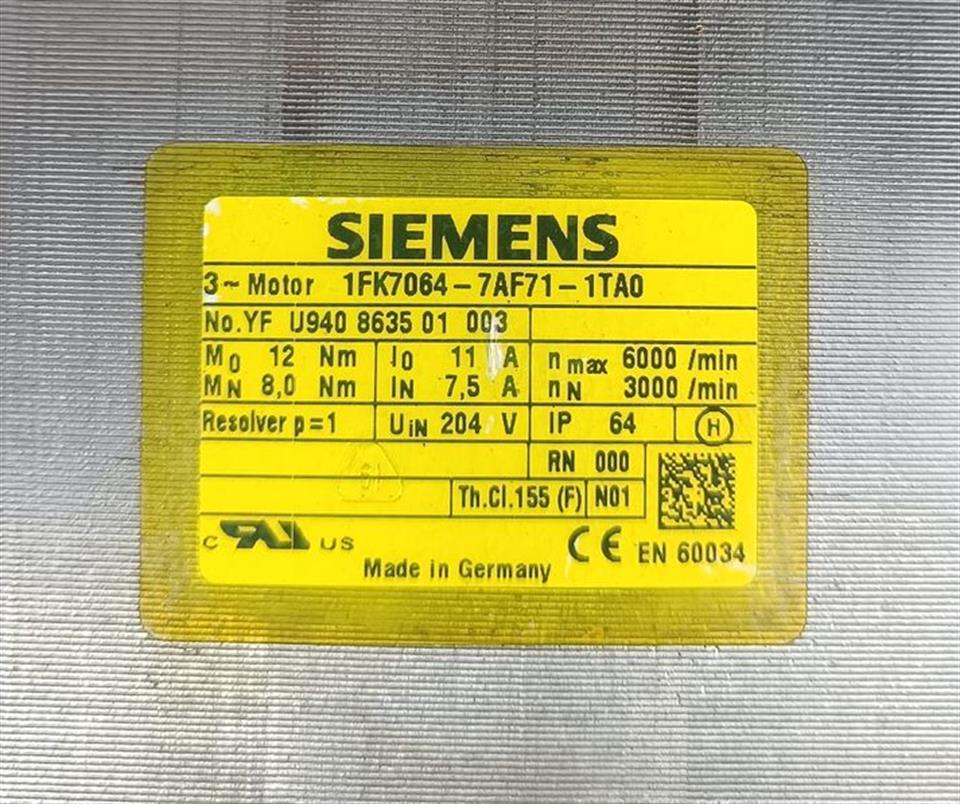 SIEMENS
3~Motor 1FK7064-7AF71-1TA0
No.YF U940 8635 01 003
M0 12 Nm I0 11 A n max 6000 /min
MN 8,0 Nm IN 7,5 A nN 3000 /min
Resolver p=1 UiN 204 V IP 64 H
RN 000
Th.Cl.155 (F) N01
C US CE EN 60034
Made in Germany